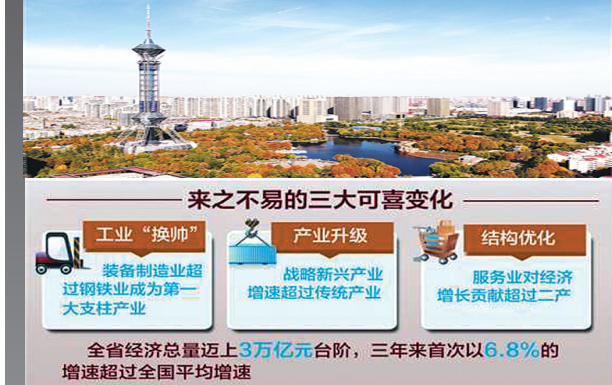 来之不易的三大可喜变化
工业“换帅”
装备制造业超
过钢铁业成为第一
大支柱产业
产业升级
战略新兴产业
增速超过传统产业
结构优化
服务业对经济
增长贡献超过二产
全省经济总量迈上3万亿元台阶，三年来首次以6.8%的
增速超过全国平均增速